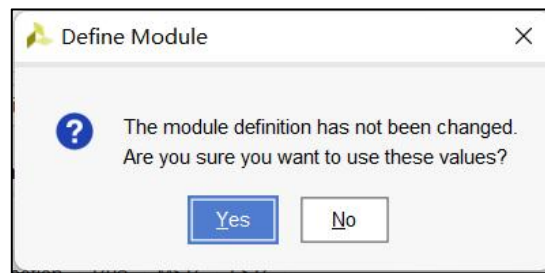 Define Module
The module definition has not been changed.
Are you sure you want to use these values?
Yes No